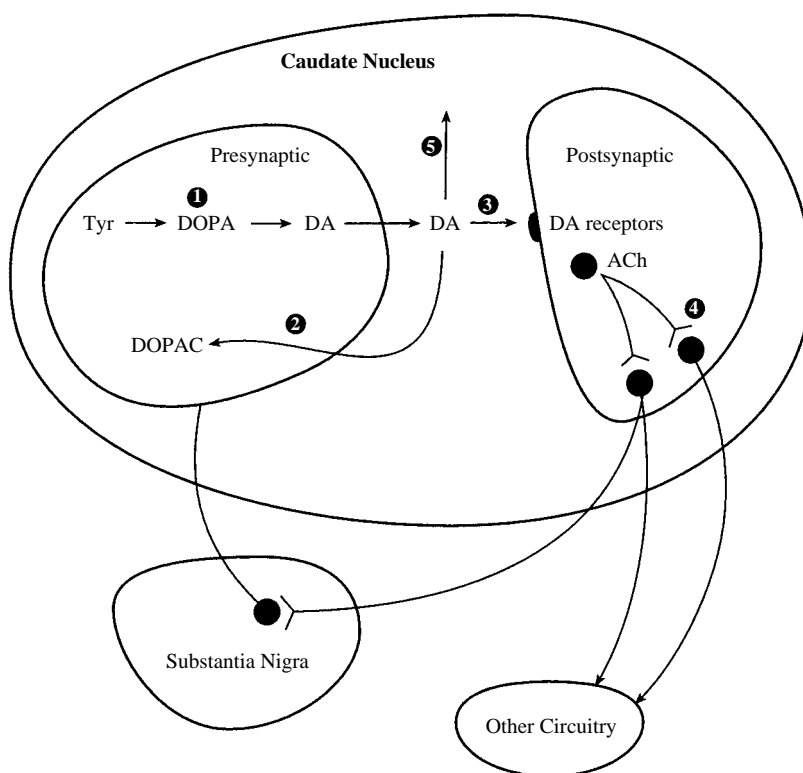 Caudate Nucleus
Presynaptic
5
Postsynaptic
1
3
Tyr DOPA DA DA DA receptors
ACh
4
2
DOPAC
Substantia Nigra
Other Circuitry